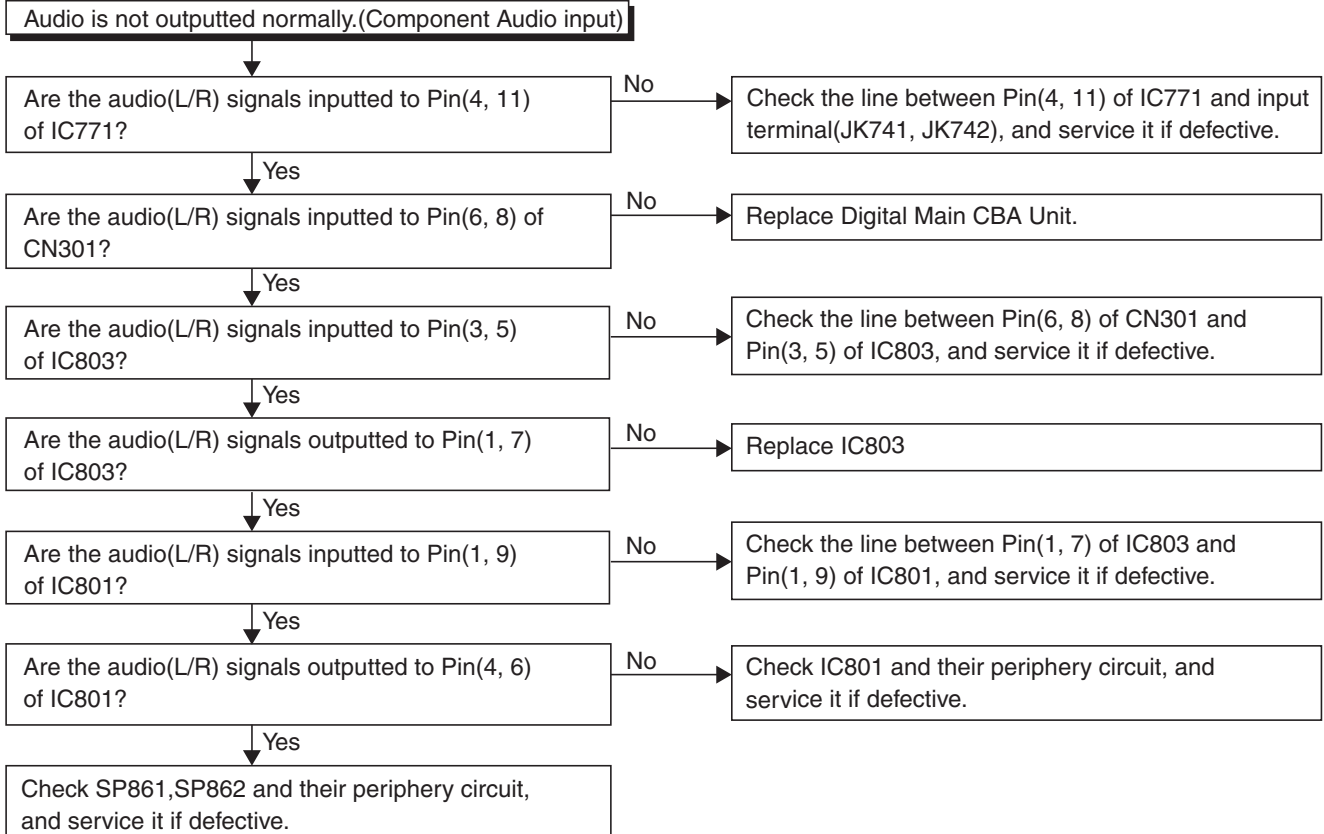 Audio is not outputted normally.(Component Audio input)
Are the audio(L/R) signals inputted to Pin(4, 11)
of IC771?
No
Check the line between Pin(4, 11) of IC771 and input
terminal(JK741, JK742), and service it if defective.
Yes
Are the audio(L/R) signals inputted to Pin(6, 8) of
CN301?
No
Replace Digital Main CBA Unit.
Yes
Are the audio(L/R) signals inputted to Pin(3, 5)
of IC803?
No
Check the line between Pin(6, 8) of CN301 and
Pin(3, 5) of IC803, and service it if defective.
Yes
Are the audio(L/R) signals outputted to Pin(1, 7)
of IC803?
No
Replace IC803
Yes
Are the audio(L/R) signals inputted to Pin(1, 9)
of IC801?
No
Check the line between Pin(1, 7) of IC803 and
Pin(1, 9) of IC801, and service it if defective.
Yes
Are the audio(L/R) signals outputted to Pin(4, 6)
of IC801?
No
Check IC801 and their periphery circuit, and
service it if defective.
Yes
Check SP861,SP862 and their periphery circuit,
and service it if defective.